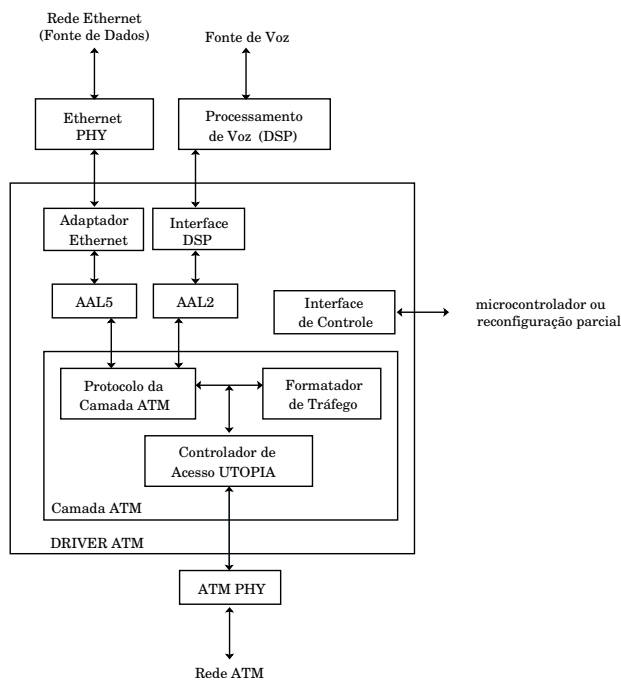 Rede Ethernet
(Fonte de Dados)
Fonte de Voz
Ethernet
PHY
Processamento
de Voz (DSP)
Adaptador
Ethernet
Interface
DSP
AAL5
AAL2
Interface
de Controle
microcontrolador ou
reconfiguração parcial
Protocolo da
Camada ATM
Formatador
de Tráfego
Controlador de
Acesso UTOPIA
Camada ATM
DRIVER ATM
ATM PHY
Rede ATM